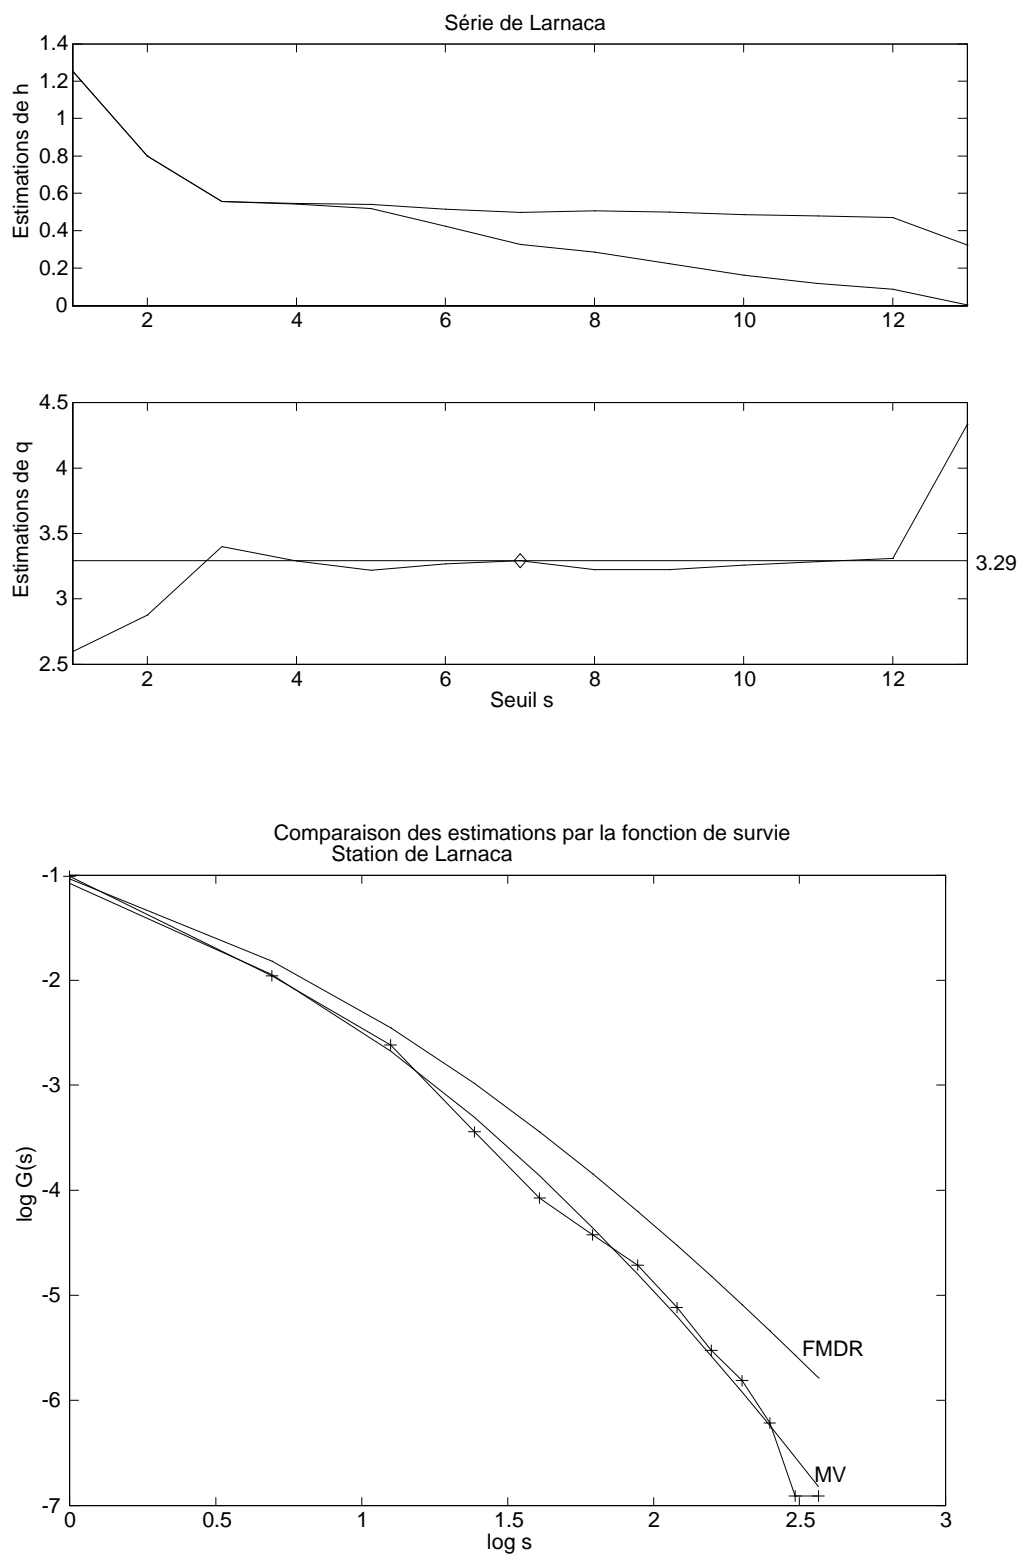 Série de Larnaca
1.4
1.2
1
0.8
0.6
0.4
0.2
0
Estimations de h
2 4 6 8 10 12
4.5
4
3.5
3
2.5
Estimations de q
3.29
2 4 6 8 10 12
Seuil s
Comparaison des estimations par la fonction de survie
Station de Larnaca
-1
-2
-3
-4
-5
-6
-7
log G(s)
FMDR
MV
0 0.5 1 1.5 2 2.5 3
log s